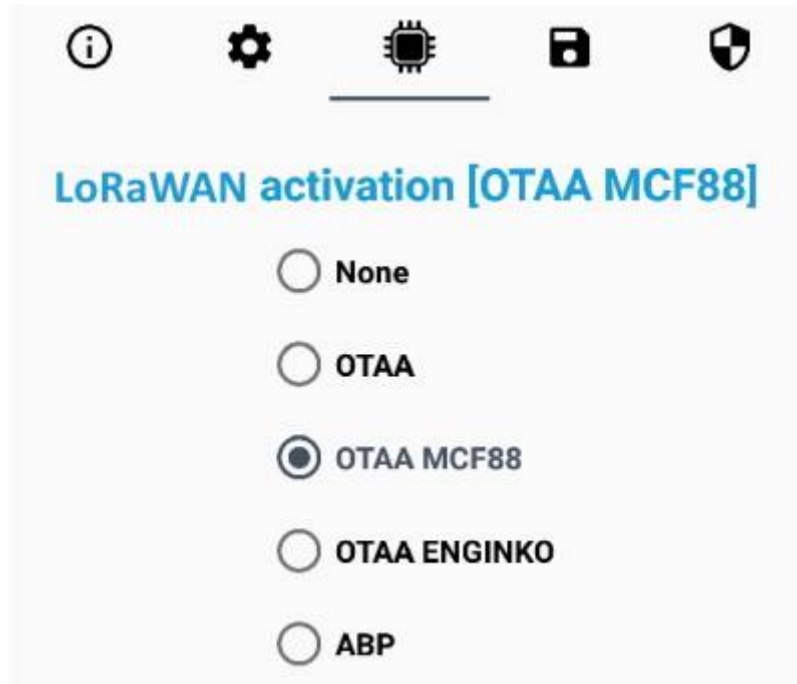 LoRaWAN activation [OTAA MCF88]
None
OTAA
OTAA MCF88
OTAA ENGINKO
ABP